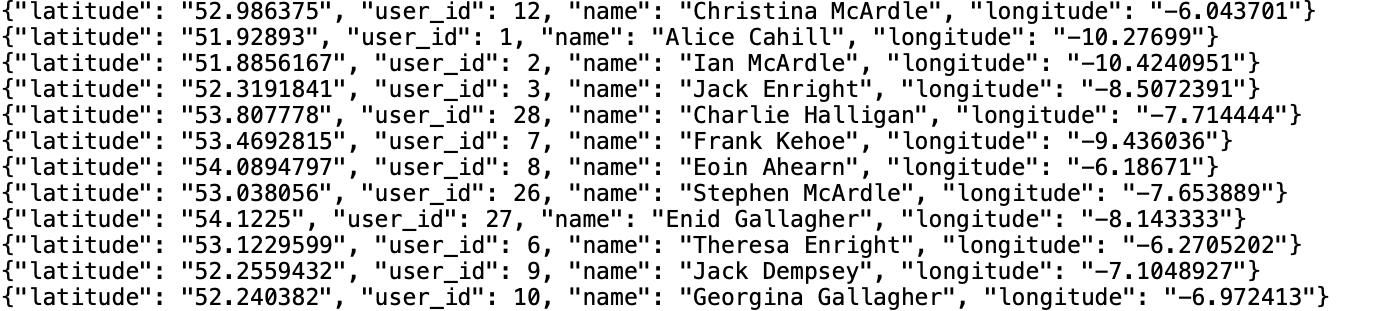 {"latitude": "52.986375", "user_id": 12, "name": "Christina McArdle", "longitude": "-6.043701"}
{"latitude": "51.92893", "user_id": 1, "name": "Alice Cahill", "longitude": "-10.27699"}
{"latitude": "51.8856167", "user_id": 2, "name": "Ian McArdle", "longitude": "-10.4240951"}
{"latitude": "52.3191841", "user_id": 3, "name": "Jack Enright", "longitude": "-8.5072391"}
{"latitude": "53.807778", "user_id": 28, "name": "Charlie Halligan", "longitude": "-7.714444"}
{"latitude": "53.4692815", "user_id": 7, "name": "Frank Kehoe", "longitude": "-9.436036"}
{"latitude": "54.0894797", "user_id": 8, "name": "Eoin Ahearn", "longitude": "-6.18671"}
{"latitude": "53.038056", "user_id": 26, "name": "Stephen McArdle", "longitude": "-7.653889"}
{"latitude": "54.1225", "user_id": 27, "name": "Enid Gallagher", "longitude": "-8.143333"}
{"latitude": "53.1229599", "user_id": 6, "name": "Theresa Enright", "longitude": "-6.2705202"}
{"latitude": "52.2559432", "user_id": 9, "name": "Jack Dempsey", "longitude": "-7.1048927"}
{"latitude": "52.240382", "user_id": 10, "name": "Georgina Gallagher", "longitude": "-6.972413"}